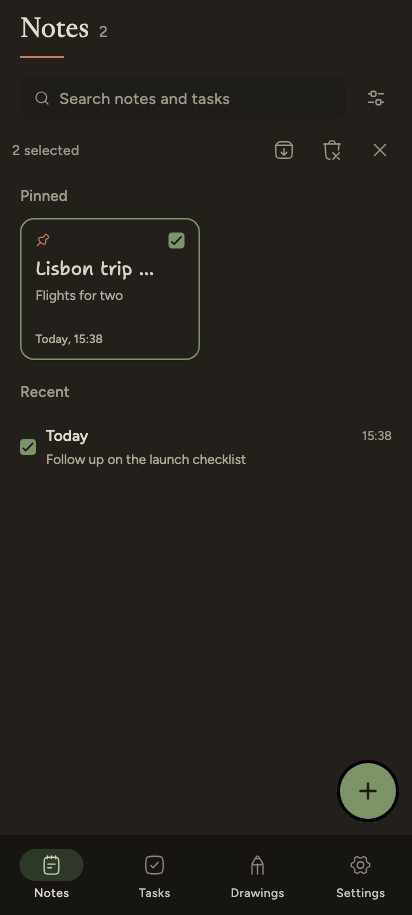 Notes 2
Search notes and tasks
2 selected
Pinned
Lisbon trip ...
Flights for two
Today, 15:38
Recent
Today 15:38
Follow up on the launch checklist
Notes Tasks Drawings Settings